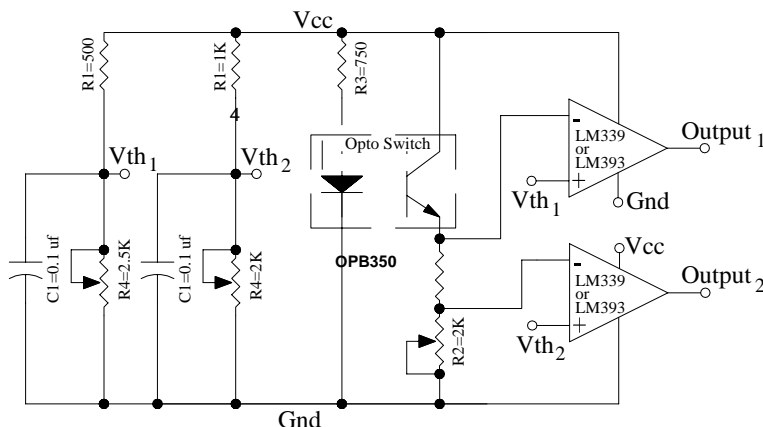 Vcc
R1=500
R1=1K
4
R3=750
Opto Switch
OPB350
Vth1
Vth2
C1=0.1 uf
R4=2.5K
C1=0.1 uf
R4=2K
R2=2K
-
LM339
or
LM393
+
Vth1
Output1
Gnd
Vcc
-
LM339
or
LM393
+
Vth2
Output2
Gnd